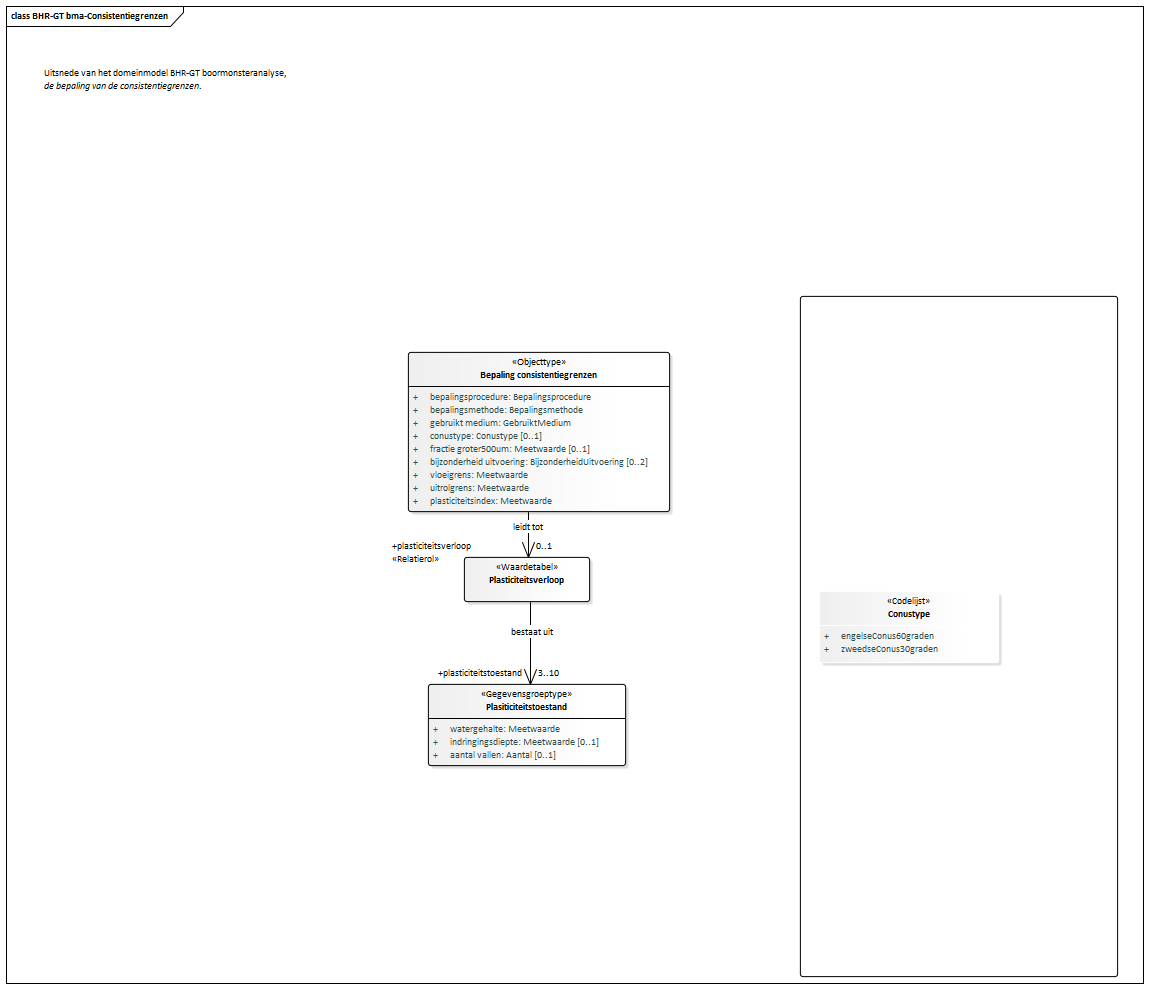 class BHR-GT bma-Consistentiegrenzen
Uitsnede van het domeinmodel BHR-GT boormonsteranalyse,
de bepaling van de consistentiegrenzen.
«Objecttype»
Bepaling consistentiegrenzen
+ bepalingsprocedure: Bepalingsprocedure
+ bepalingsmethode: Bepalingsmethode
+ gebruikt medium: GebruiktMedium
+ conustype: Conustype [0..1]
+ fractie groter500um: Meetwaarde [0..1]
+ bijzonderheid uitvoering: BijzonderheidUitvoering [0..2]
+ vloeigrens: Meetwaarde
+ uitrolgrens: Meetwaarde
+ plasticiteitsindex: Meetwaarde
leidt tot
+plasticiteitsverloop 0..1
«Relatierol»
«Waardetabel»
Plasticiteitsverloop
bestaat uit
+plasticiteitstoestand 3..10
«Gegevensgroeptype»
Plasiticiteitstoestand
+ watergehalte: Meetwaarde
+ indringingsdiepte: Meetwaarde [0..1]
+ aantal vallen: Aantal [0..1]
«Codelijst»
Conustype
+ engelseConus60graden
+ zweedseConus30graden